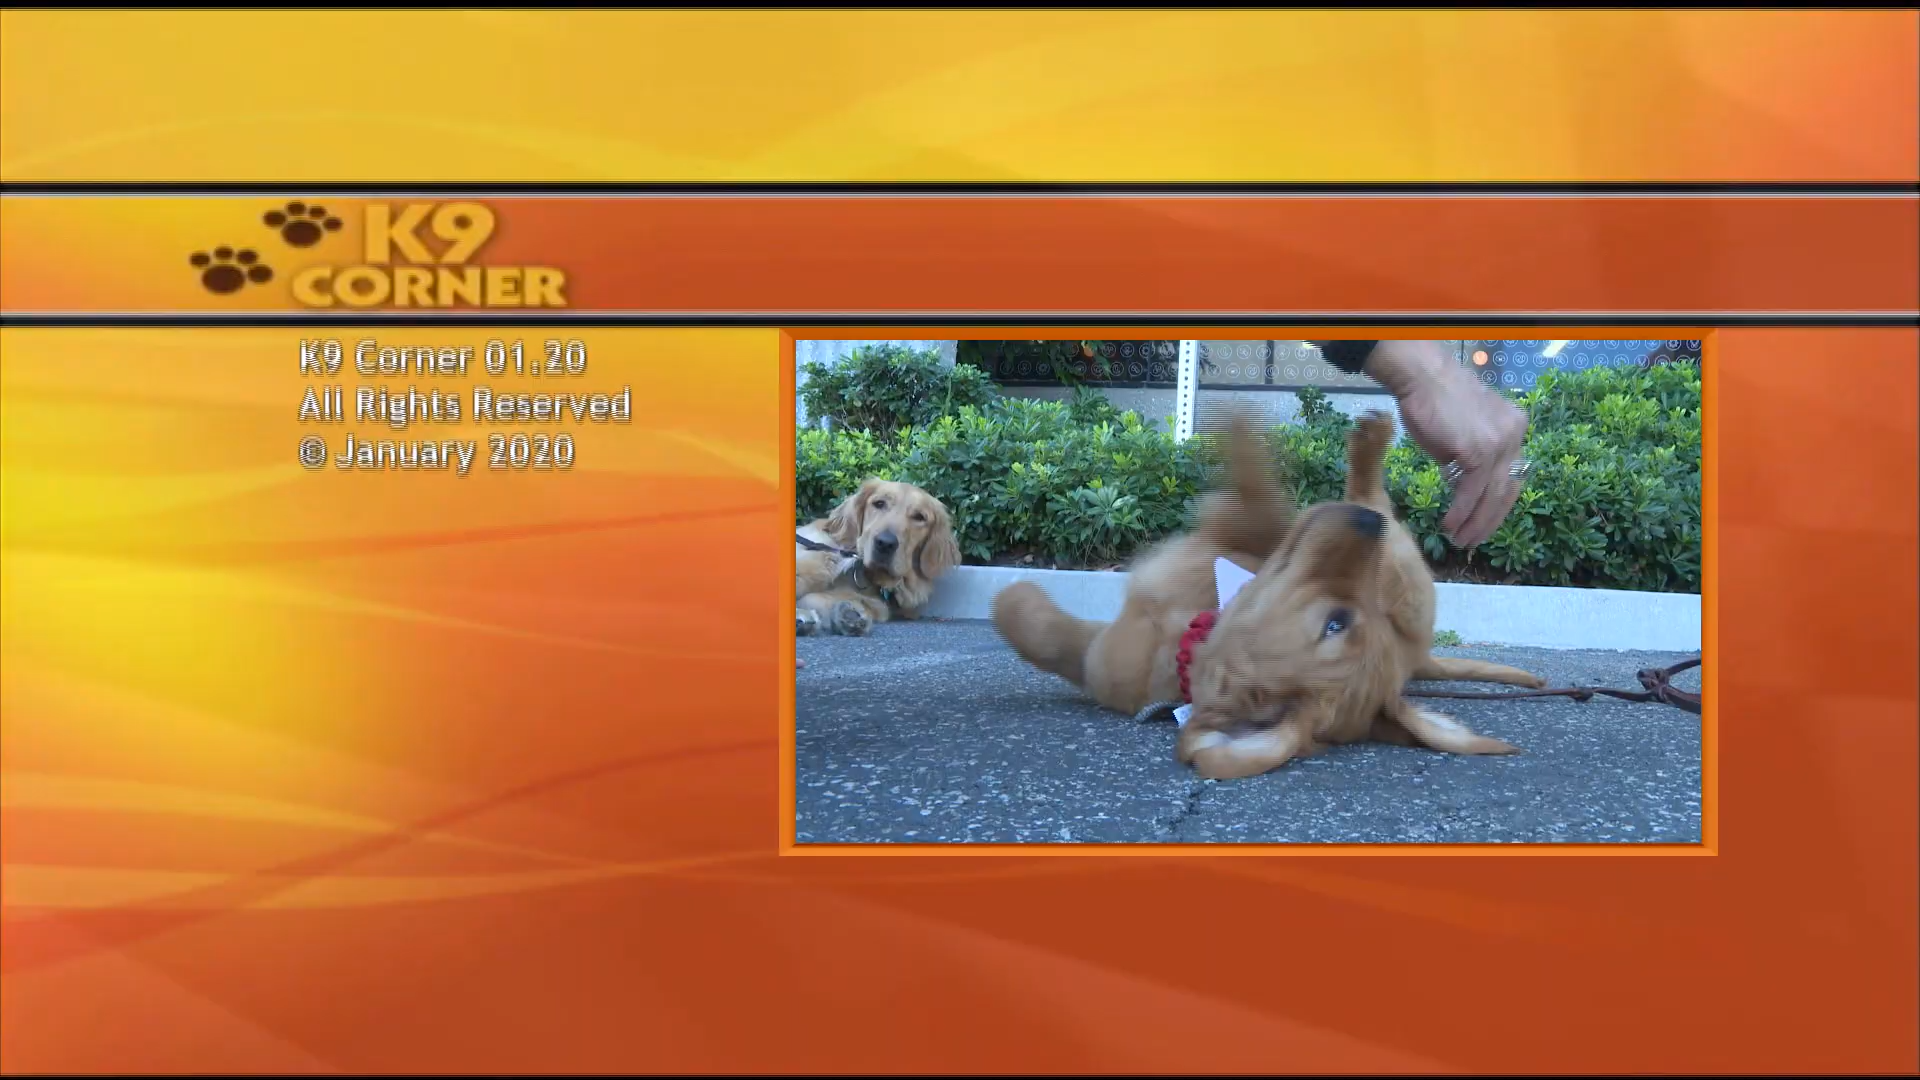 K9
CORNER
K9 Corner 01.20
All Rights Reserved
© January 2020